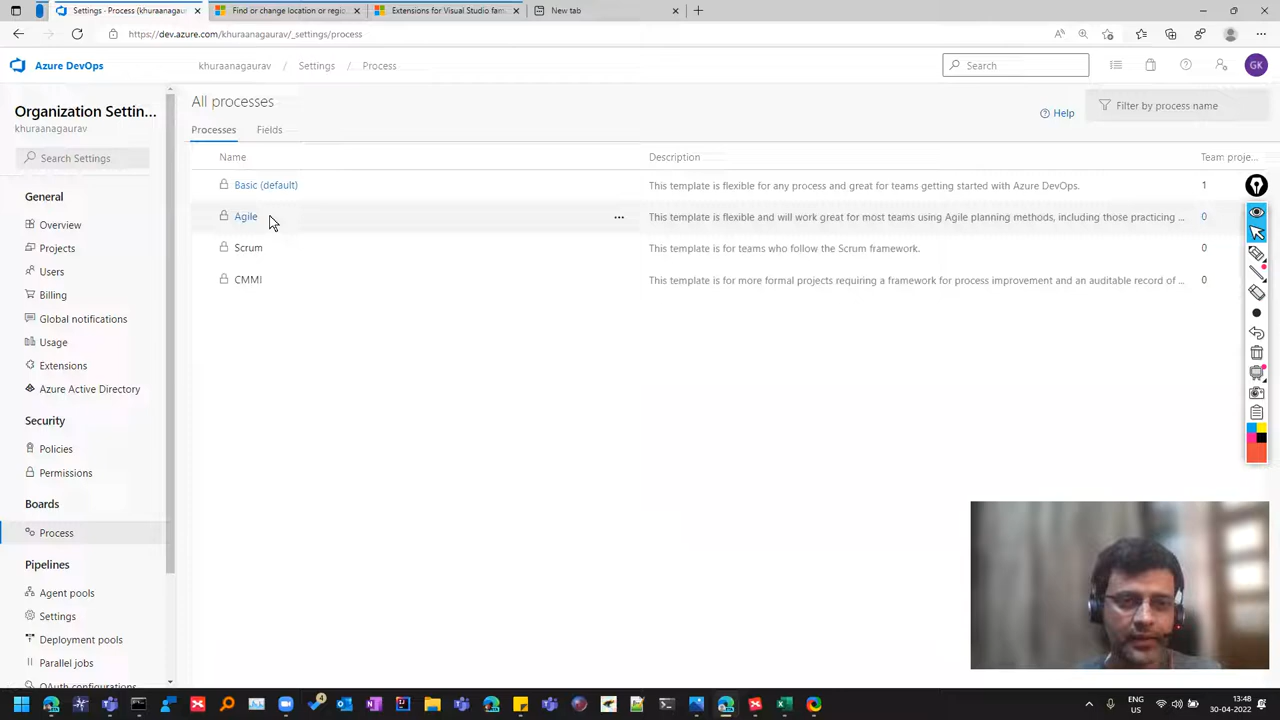 Settings - Process (khuraanagaurav
Find or change location or regio
Extensions for Visual Studio fam
New tab
https://dev.azure.com/khuraanagaurav/_settings/process
Azure DevOps
khuraanagaurav / Settings / Process
Search
GK
Organization Settin...
khuraanagaurav
Search Settings
General
Overview
Projects
Users
Billing
Global notifications
Usage
Extensions
Azure Active Directory
Security
Policies
Permissions
Boards
Process
Pipelines
Agent pools
Settings
Deployment pools
Parallel jobs
OAuth configurations
All processes
Help
Filter by process name
Processes Fields
Name Description Team proje...
Basic (default) This template is flexible for any process and great for teams getting started with Azure DevOps. 1
Agile ... This template is flexible and will work great for most teams using Agile planning methods, including those practicing ... 0
Scrum This template is for teams who follow the Scrum framework. 0
CMMI This template is for more formal projects requiring a framework for process improvement and an auditable record of ... 0
4
ENG
US
13:48
30-04-2022